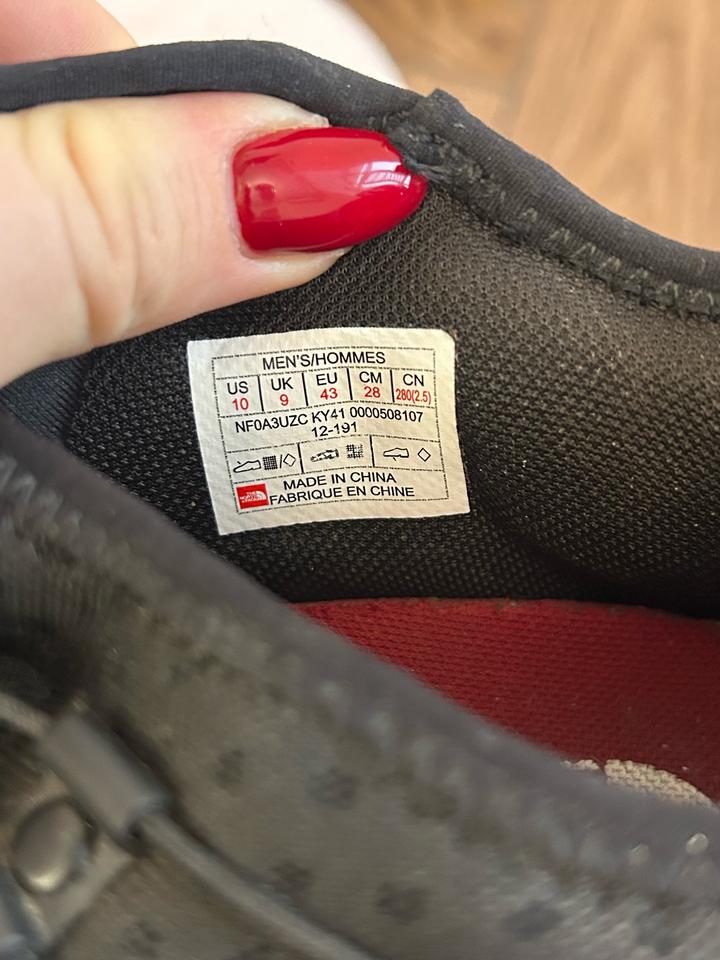 MEN'S/HOMMES
US UK EU CM CN
10 9 43 28 280(2.5)
NF0A3UZC KY41 0000508107
12-191
MADE IN CHINA
FABRIQUE EN CHINE